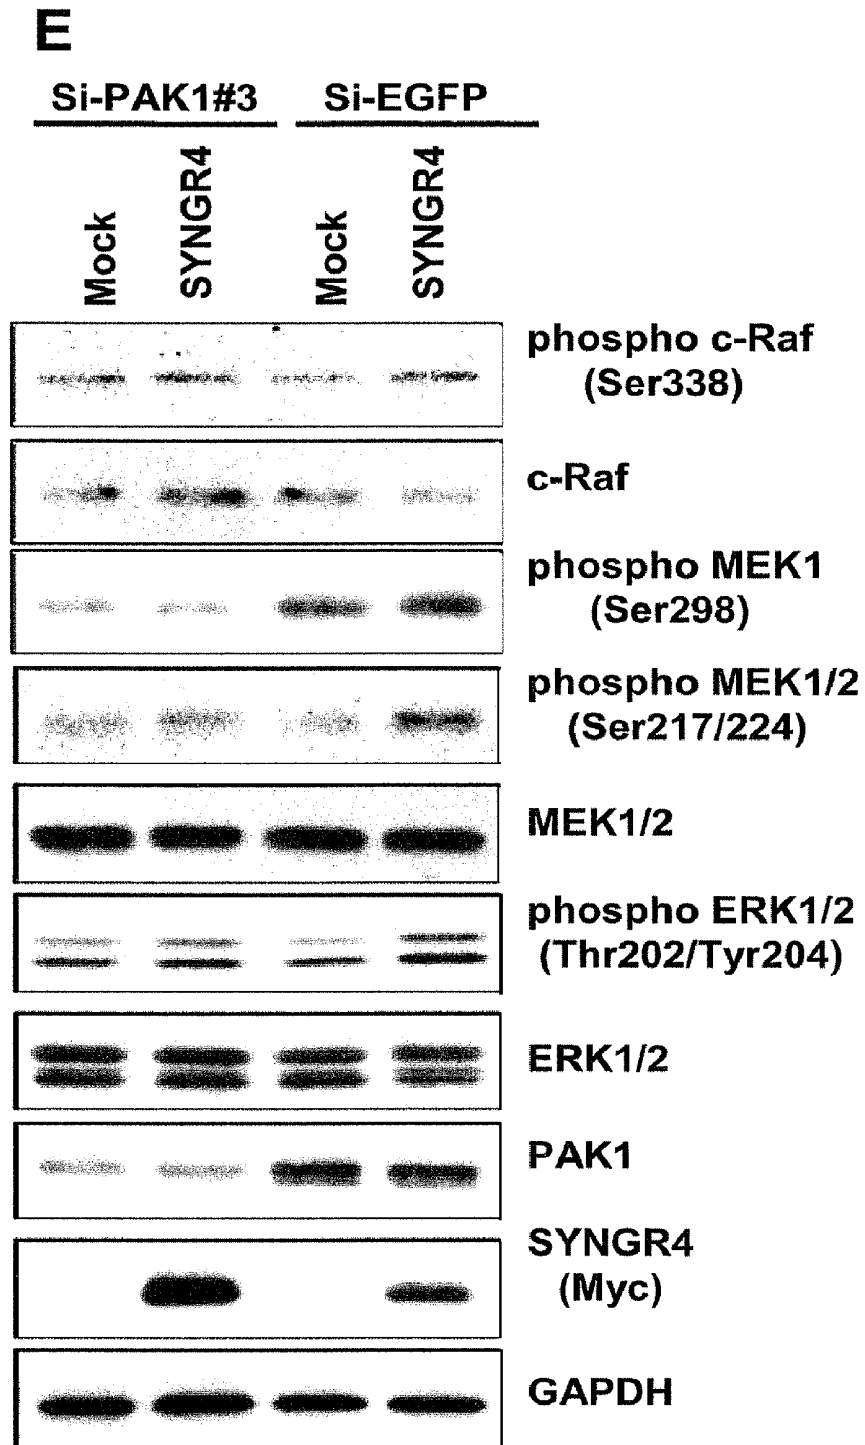 E
Si-PAK1#3 Si-EGFP
Mock
SYNGR4
Mock
SYNGR4
phospho c-Raf
(Ser338)
c-Raf
phospho MEK1
(Ser298)
phospho MEK1/2
(Ser217/224)
MEK1/2
phospho ERK1/2
(Thr202/Tyr204)
ERK1/2
PAK1
SYNGR4
(Myc)
GAPDH